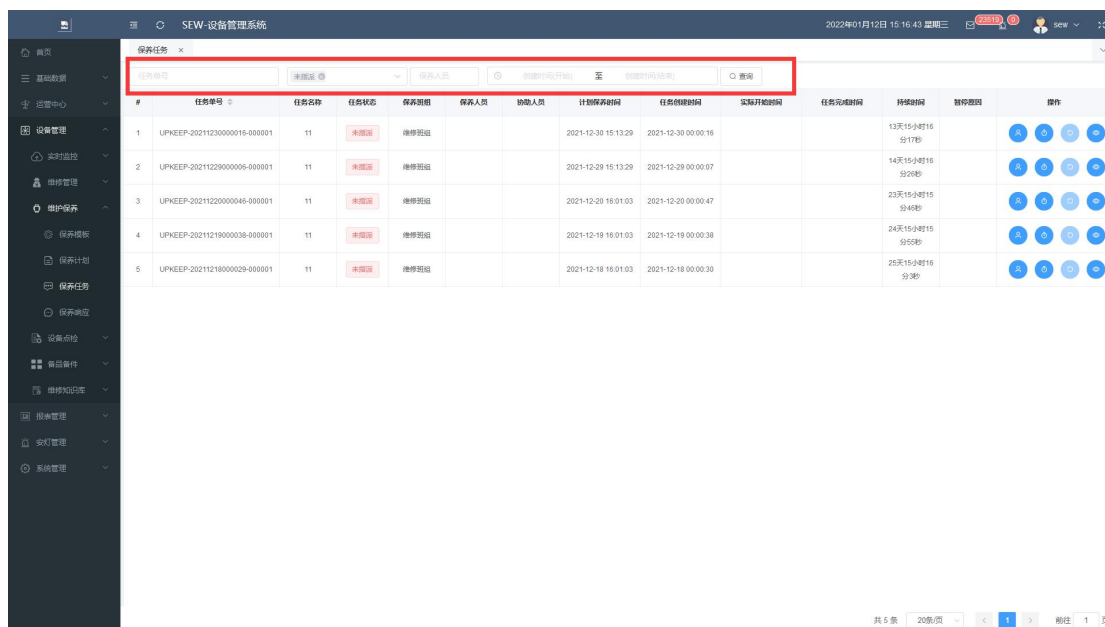 SEW-设备管理系统 2022年01月12日 15:16:43 星期三 23519 0 sew
首页
基础数据
运营中心
设备管理
实时监控
维修管理
维护保养
保养模板
保养计划
保养任务
保养响应
设备点检
备品备件
维修知识库
报表管理
安灯管理
系统管理
保养任务 ×
任务单号 未指派 保养人员 创建时间(开始) 至 创建时间(结束) 查询
# 任务单号 任务名称 任务状态 保养班组 保养人员 协助人员 计划保养时间 任务创建时间 实际开始时间 任务完成时间 持续时间 暂停原因 操作
1 UPKEEP-20211230000016-000001 11 未指派 维修班组 2021-12-30 15:13:29 2021-12-30 00:00:16 13天15小时16
分17秒
2 UPKEEP-20211229000006-000001 11 未指派 维修班组 2021-12-29 15:13:29 2021-12-29 00:00:07 14天15小时16
分26秒
3 UPKEEP-20211220000046-000001 11 未指派 维修班组 2021-12-20 16:01:03 2021-12-20 00:00:47 23天15小时15
分46秒
4 UPKEEP-20211219000038-000001 11 未指派 维修班组 2021-12-19 16:01:03 2021-12-19 00:00:38 24天15小时15
分55秒
5 UPKEEP-20211218000029-000001 11 未指派 维修班组 2021-12-18 16:01:03 2021-12-18 00:00:30 25天15小时16
分3秒
共 5 条 20条/页 1 前往 1